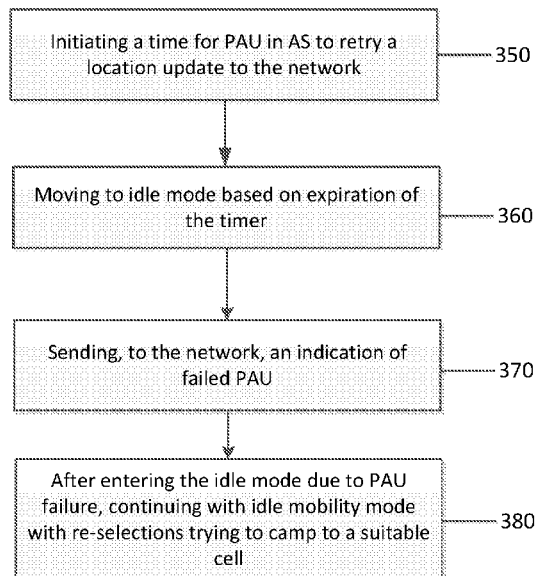 Initiating a time for PAU in AS to retry a
location update to the network
350
Moving to idle mode based on expiration of
the timer
360
Sending, to the network, an indication of
failed PAU
370
After entering the idle mode due to PAU
failure, continuing with idle mobility mode
with re-selections trying to camp to a suitable
cell
380